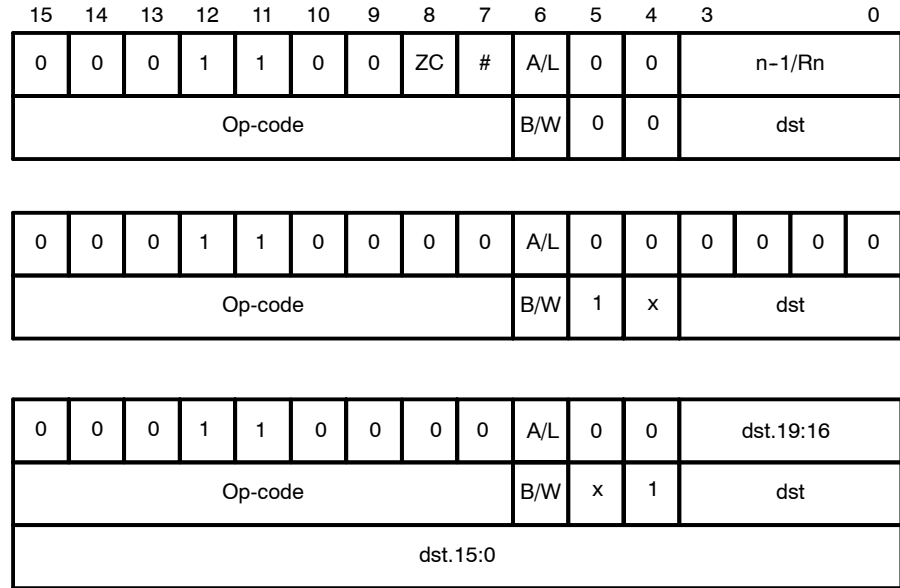 15 14 13 12 11 10 9 8 7 6 5 4 3 0
0 0 0 1 1 0 0 ZC # A/L 0 0 n-1/Rn
Op-code B/W 0 0 dst
0 0 0 1 1 0 0 0 0 A/L 0 0 0 0 0 0
Op-code B/W 1 x dst
0 0 0 1 1 0 0 0 0 A/L 0 0 dst.19:16
Op-code B/W x 1 dst
dst.15:0